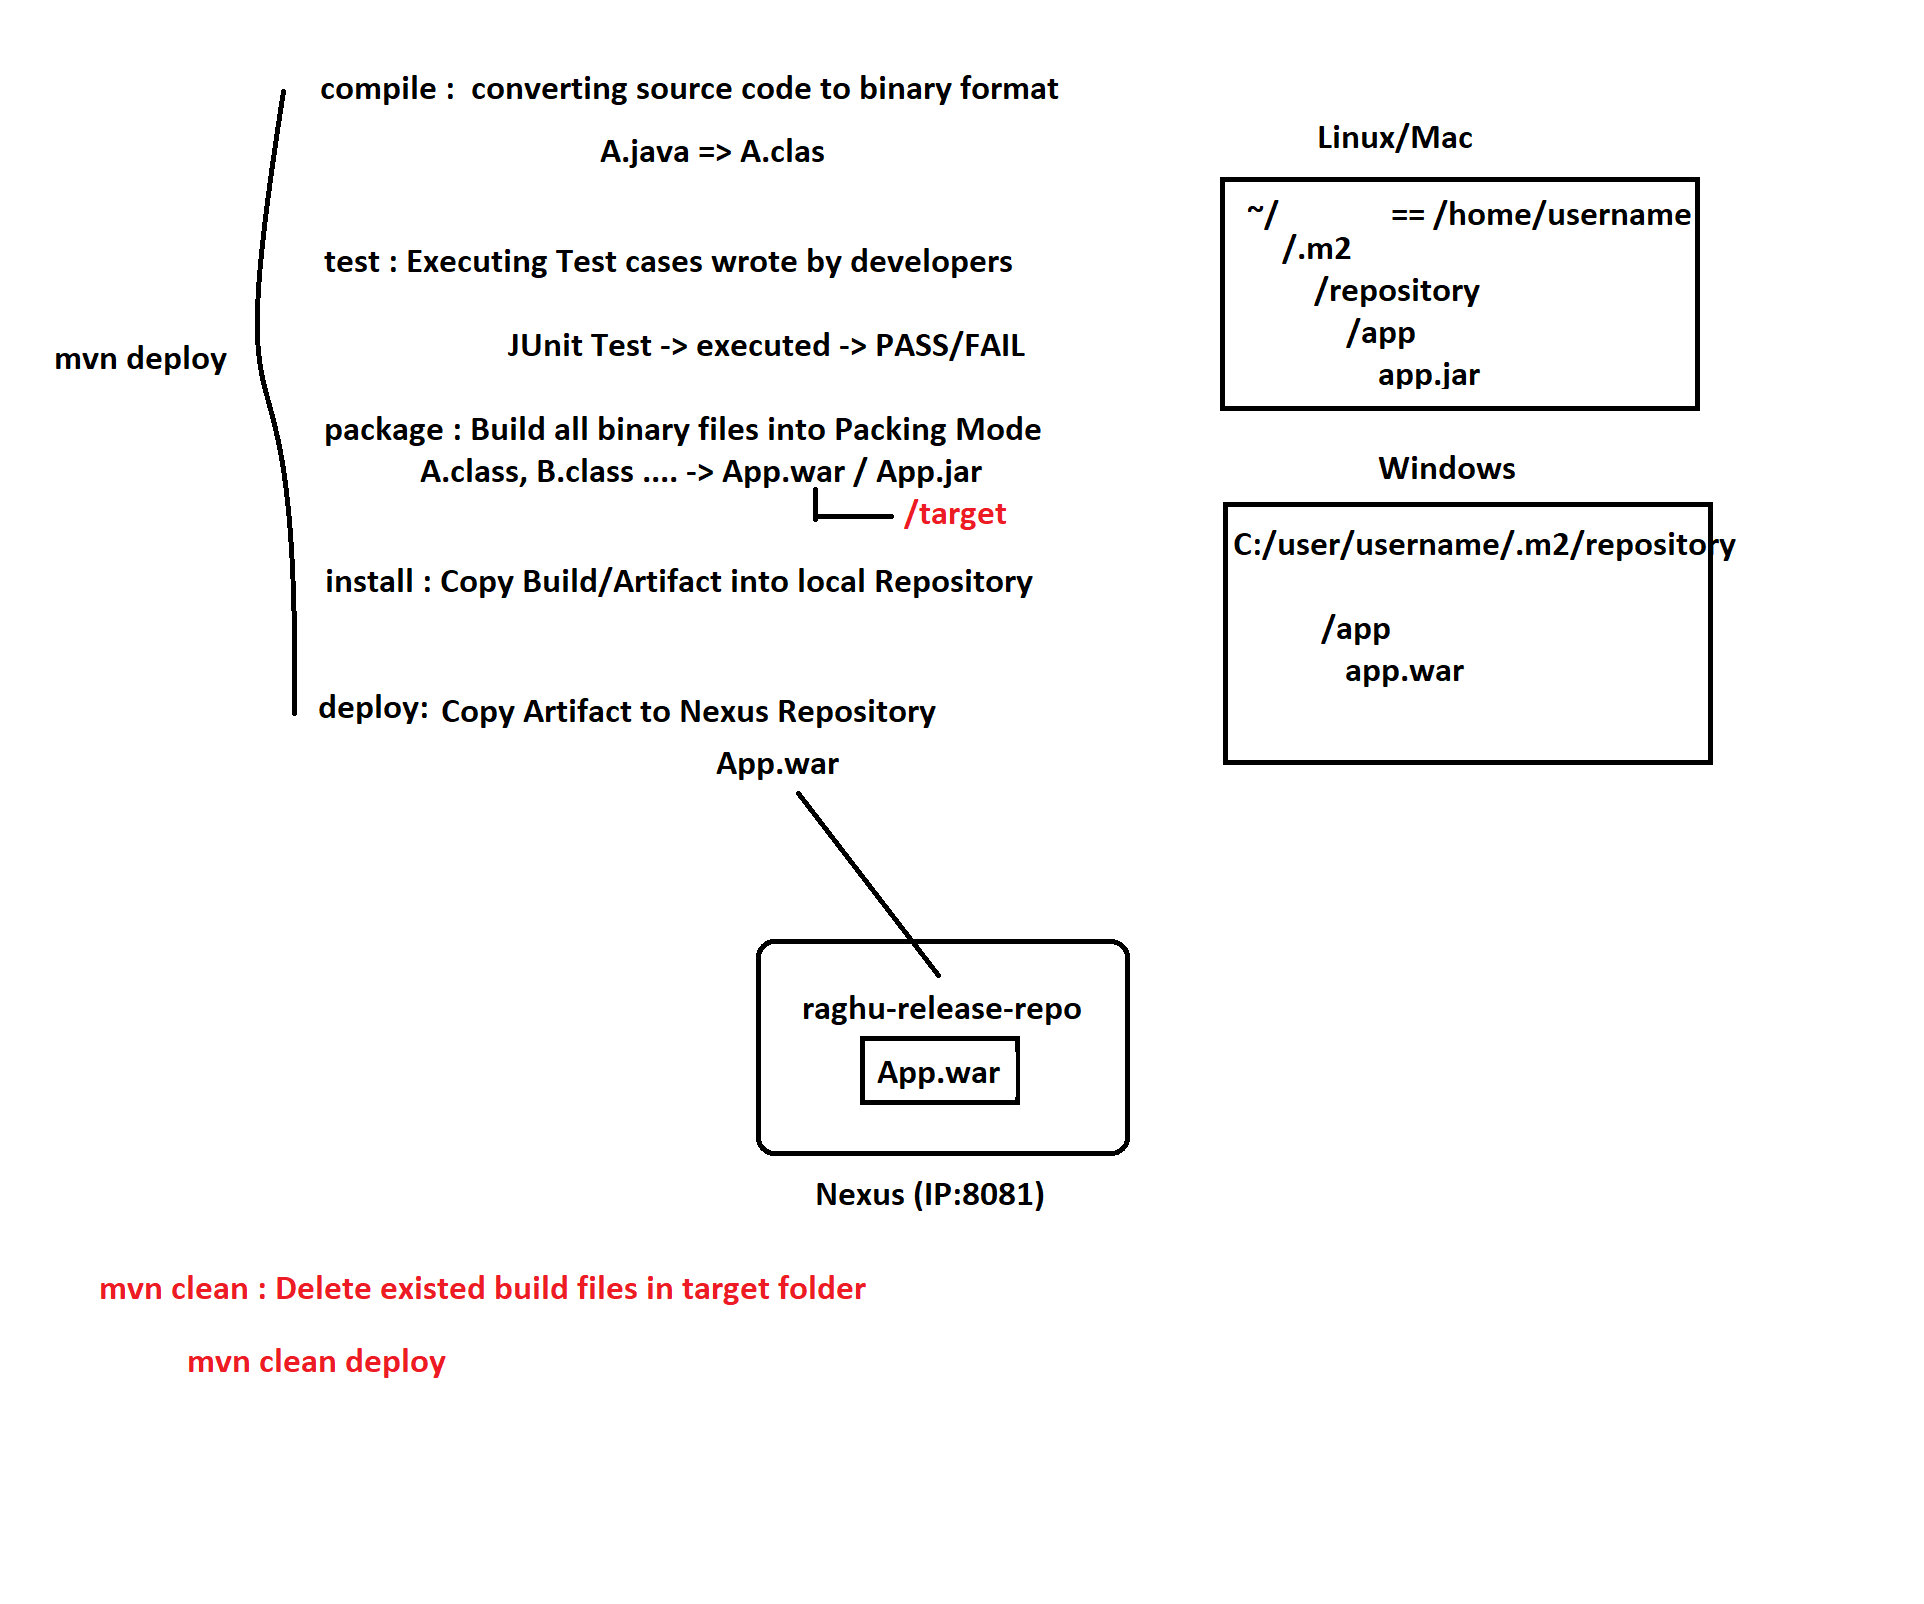 compile :  converting source code to binary format
A.java => A.clas
test : Executing Test cases wrote by developers
JUnit Test -> executed -> PASS/FAIL
mvn deploy
package : Build all binary files into Packing Mode
A.class, B.class .... -> App.war / App.jar
/target
install : Copy Build/Artifact into local Repository
deploy: Copy Artifact to Nexus Repository
App.war
raghu-release-repo
App.war
Nexus (IP:8081)
Linux/Mac
~/ == /home/username
/.m2
/repository
/app
app.jar
Windows
C:/user/username/.m2/repository
/app
app.war
mvn clean : Delete existed build files in target folder
mvn clean deploy